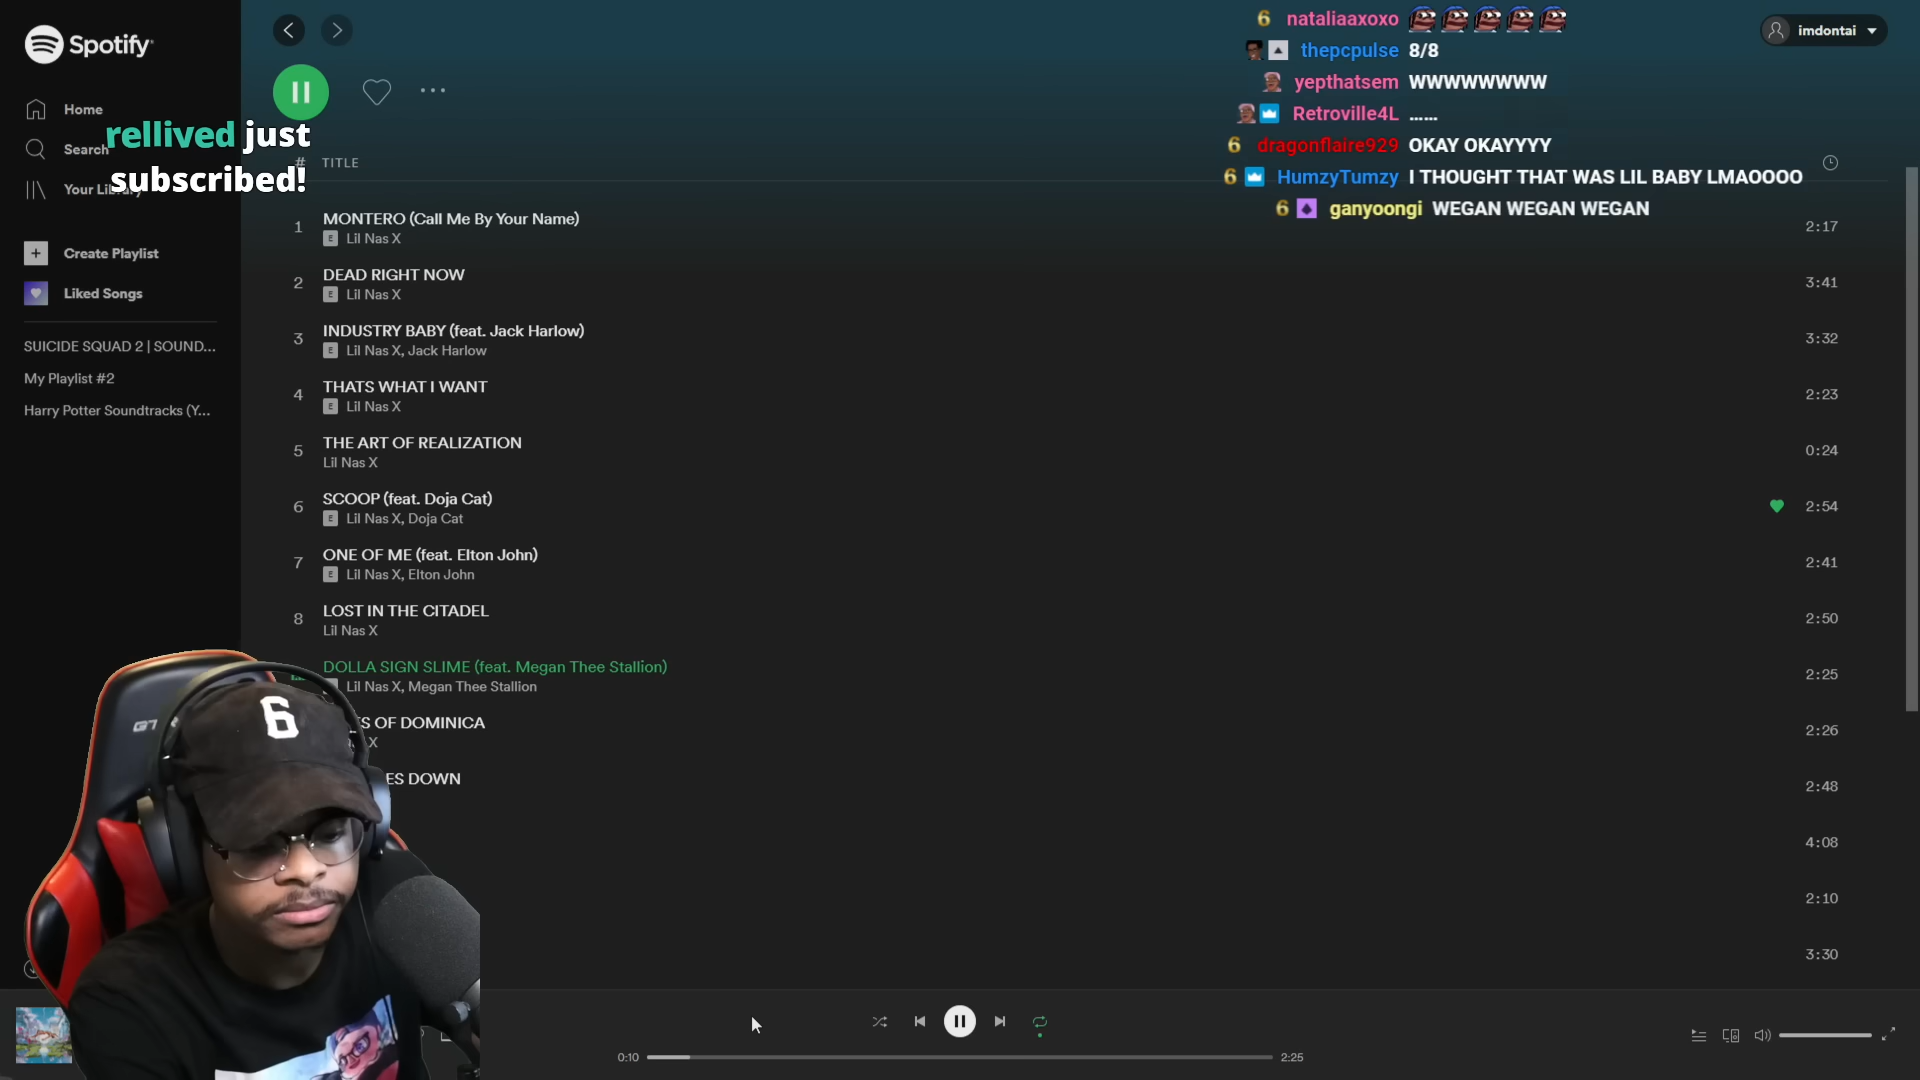 Spotify
Home
Search
Your Library
rellived just
subscribed!
Create Playlist
Liked Songs
SUICIDE SQUAD 2 | SOUND...
My Playlist #2
Harry Potter Soundtracks (Y...
imdontai
6 nataliaaxoxo
thepcpulse 8/8
yepthatsem WWWWWWWW
Retroville4L ......
6 dragonflaire929 OKAY OKAYYYY
6 HumzyTumzy I THOUGHT THAT WAS LIL BABY LMAOOOO
6 ganyoongi WEGAN WEGAN WEGAN
# TITLE
1 MONTERO (Call Me By Your Name) 2:17
E Lil Nas X
2 DEAD RIGHT NOW 3:41
E Lil Nas X
3 INDUSTRY BABY (feat. Jack Harlow) 3:32
E Lil Nas X, Jack Harlow
4 THATS WHAT I WANT 2:23
E Lil Nas X
5 THE ART OF REALIZATION 0:24
Lil Nas X
6 SCOOP (feat. Doja Cat) 2:54
E Lil Nas X, Doja Cat
7 ONE OF ME (feat. Elton John) 2:41
E Lil Nas X, Elton John
8 LOST IN THE CITADEL 2:50
Lil Nas X
DOLLA SIGN SLIME (feat. Megan Thee Stallion) 2:25
Lil Nas X, Megan Thee Stallion
OF DOMINICA 2:26
X
DOWN 2:48
4:08
2:10
3:30
6
0:10
2:25